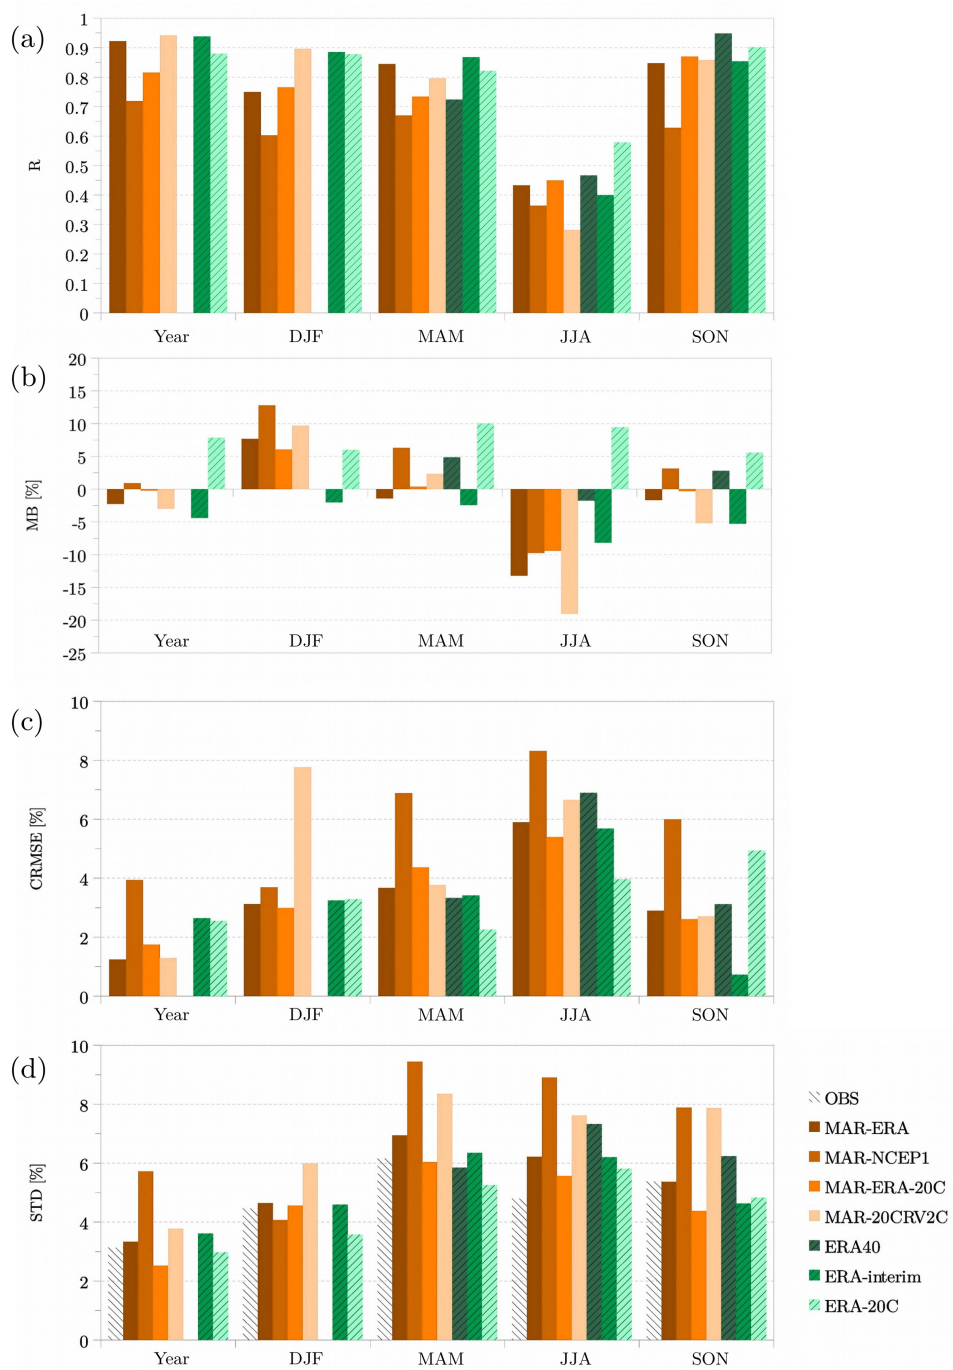 (a)
1
0.9
0.8
0.7
0.6
0.5
0.4
0.3
0.2
0.1
0
R
Year DJF MAM JJA SON
(b)
20
15
10
5
0
-5
-10
-15
-20
-25
MB [%]
Year DJF MAM JJA SON
(c)
10
8
6
4
2
0
CRMSE [%]
Year DJF MAM JJA SON
(d)
10
8
6
4
2
0
STD [%]
Year DJF MAM JJA SON
OBS
MAR-ERA
MAR-NCEP1
MAR-ERA-20C
MAR-20CRV2C
ERA40
ERA-interim
ERA-20C